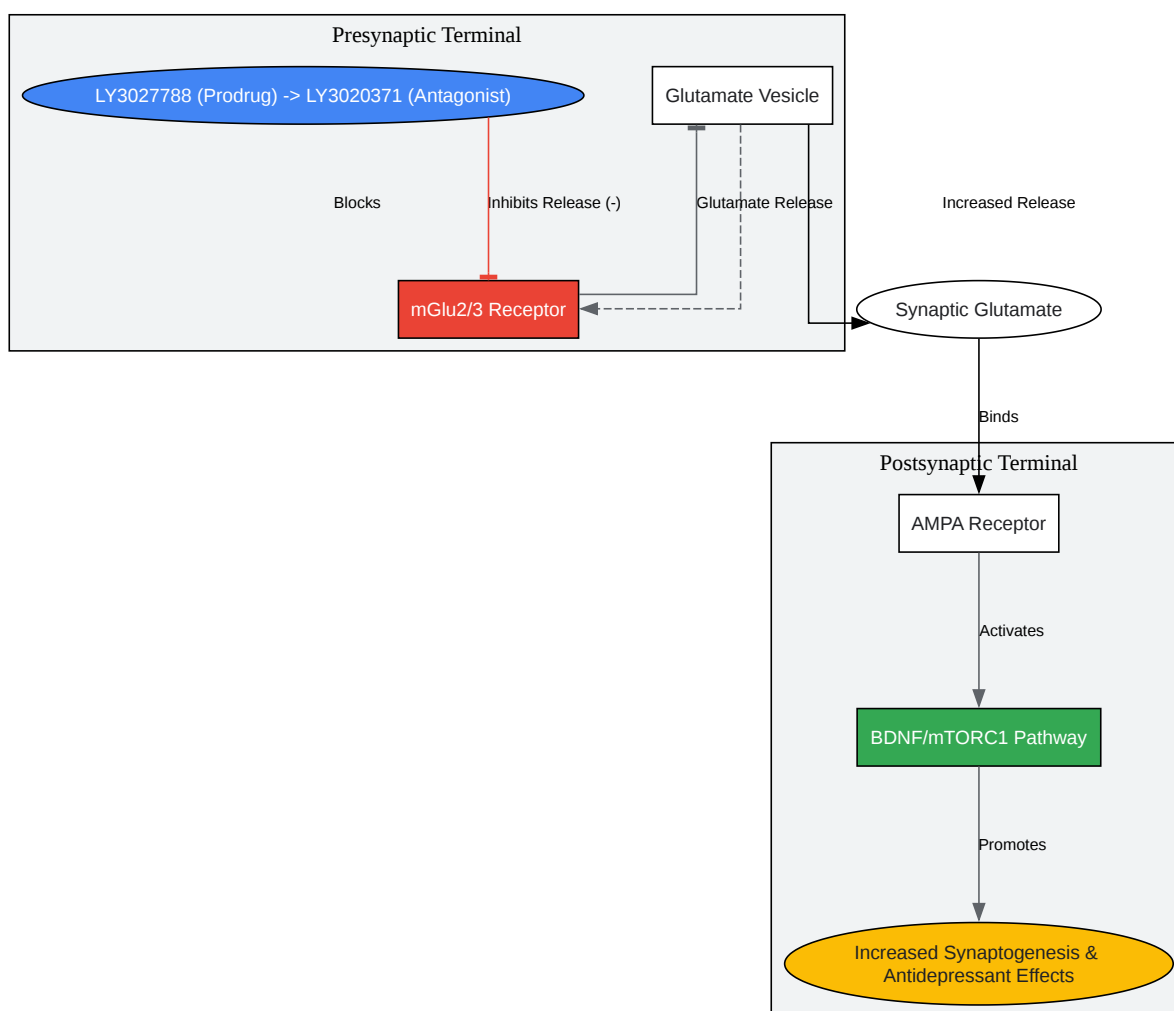 Presynaptic Terminal
LY3027788 (Prodrug) -> LY3020371 (Antagonist)
Glutamate Vesicle
Blocks
Inhibits Release (-)
Glutamate Release
Increased Release
mGlu2/3 Receptor
Synaptic Glutamate
Binds
Postsynaptic Terminal
AMPA Receptor
Activates
BDNF/mTORC1 Pathway
Promotes
Increased Synaptogenesis &
Antidepressant Effects